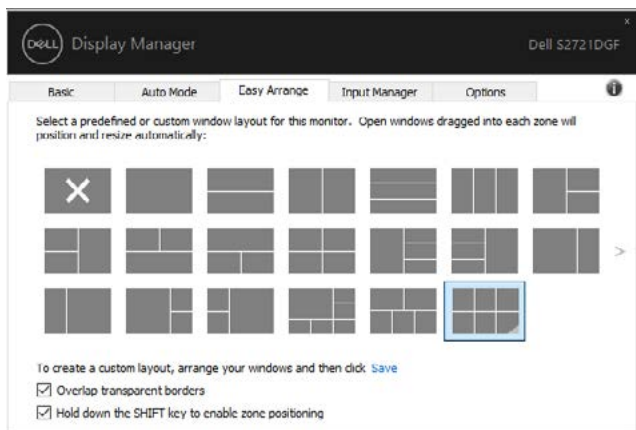 x
DELL Display Manager Dell S2721DGF
Basic Auto Mode Easy Arrange Input Manager Options
Select a predefined or custom window layout for this monitor. Open windows dragged into each zone will
position and resize automatically:
>
To create a custom layout, arrange your windows and then click Save
Overlap transparent borders
Hold down the SHIFT key to enable zone positioning